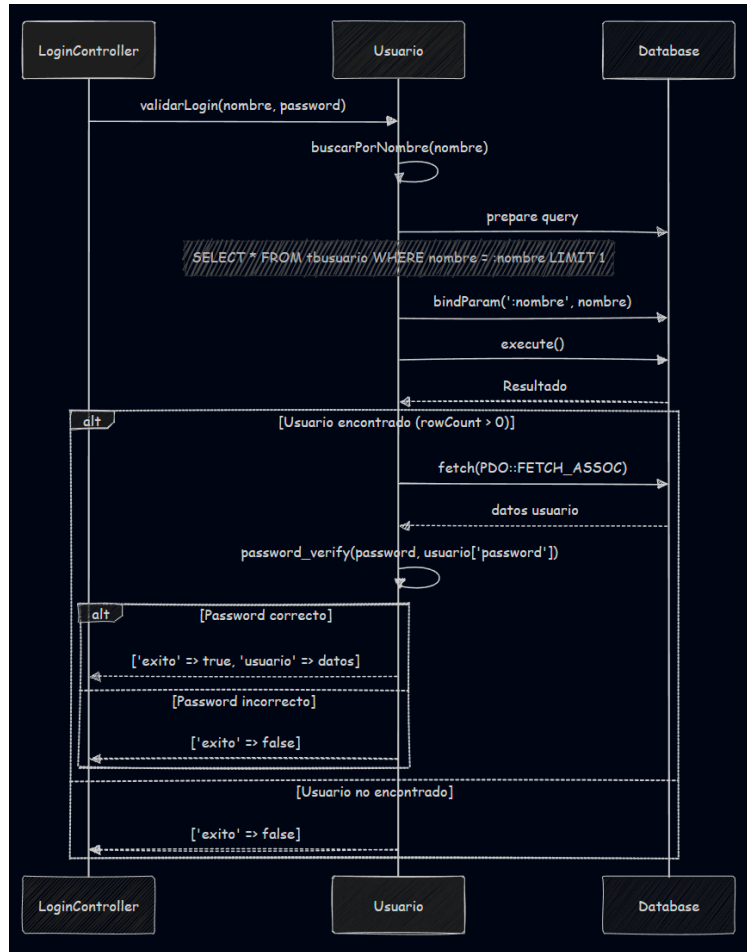 LoginController
Usuario
Database
validarLogin(nombre, password)
buscarPorNombre(nombre)
prepare query
SELECT * FROM tbusuario WHERE nombre = :nombre LIMIT 1
bindParam(':nombre', nombre)
execute()
Resultado
alt
[Usuario encontrado (rowCount > 0)]
fetch(PDO::FETCH_ASSOC)
datos usuario
password_verify(password, usuario['password'])
alt
[Password correcto]
['exito' => true, 'usuario' => datos]
[Password incorrecto]
['exito' => false]
[Usuario no encontrado]
['exito' => false]
LoginController
Usuario
Database